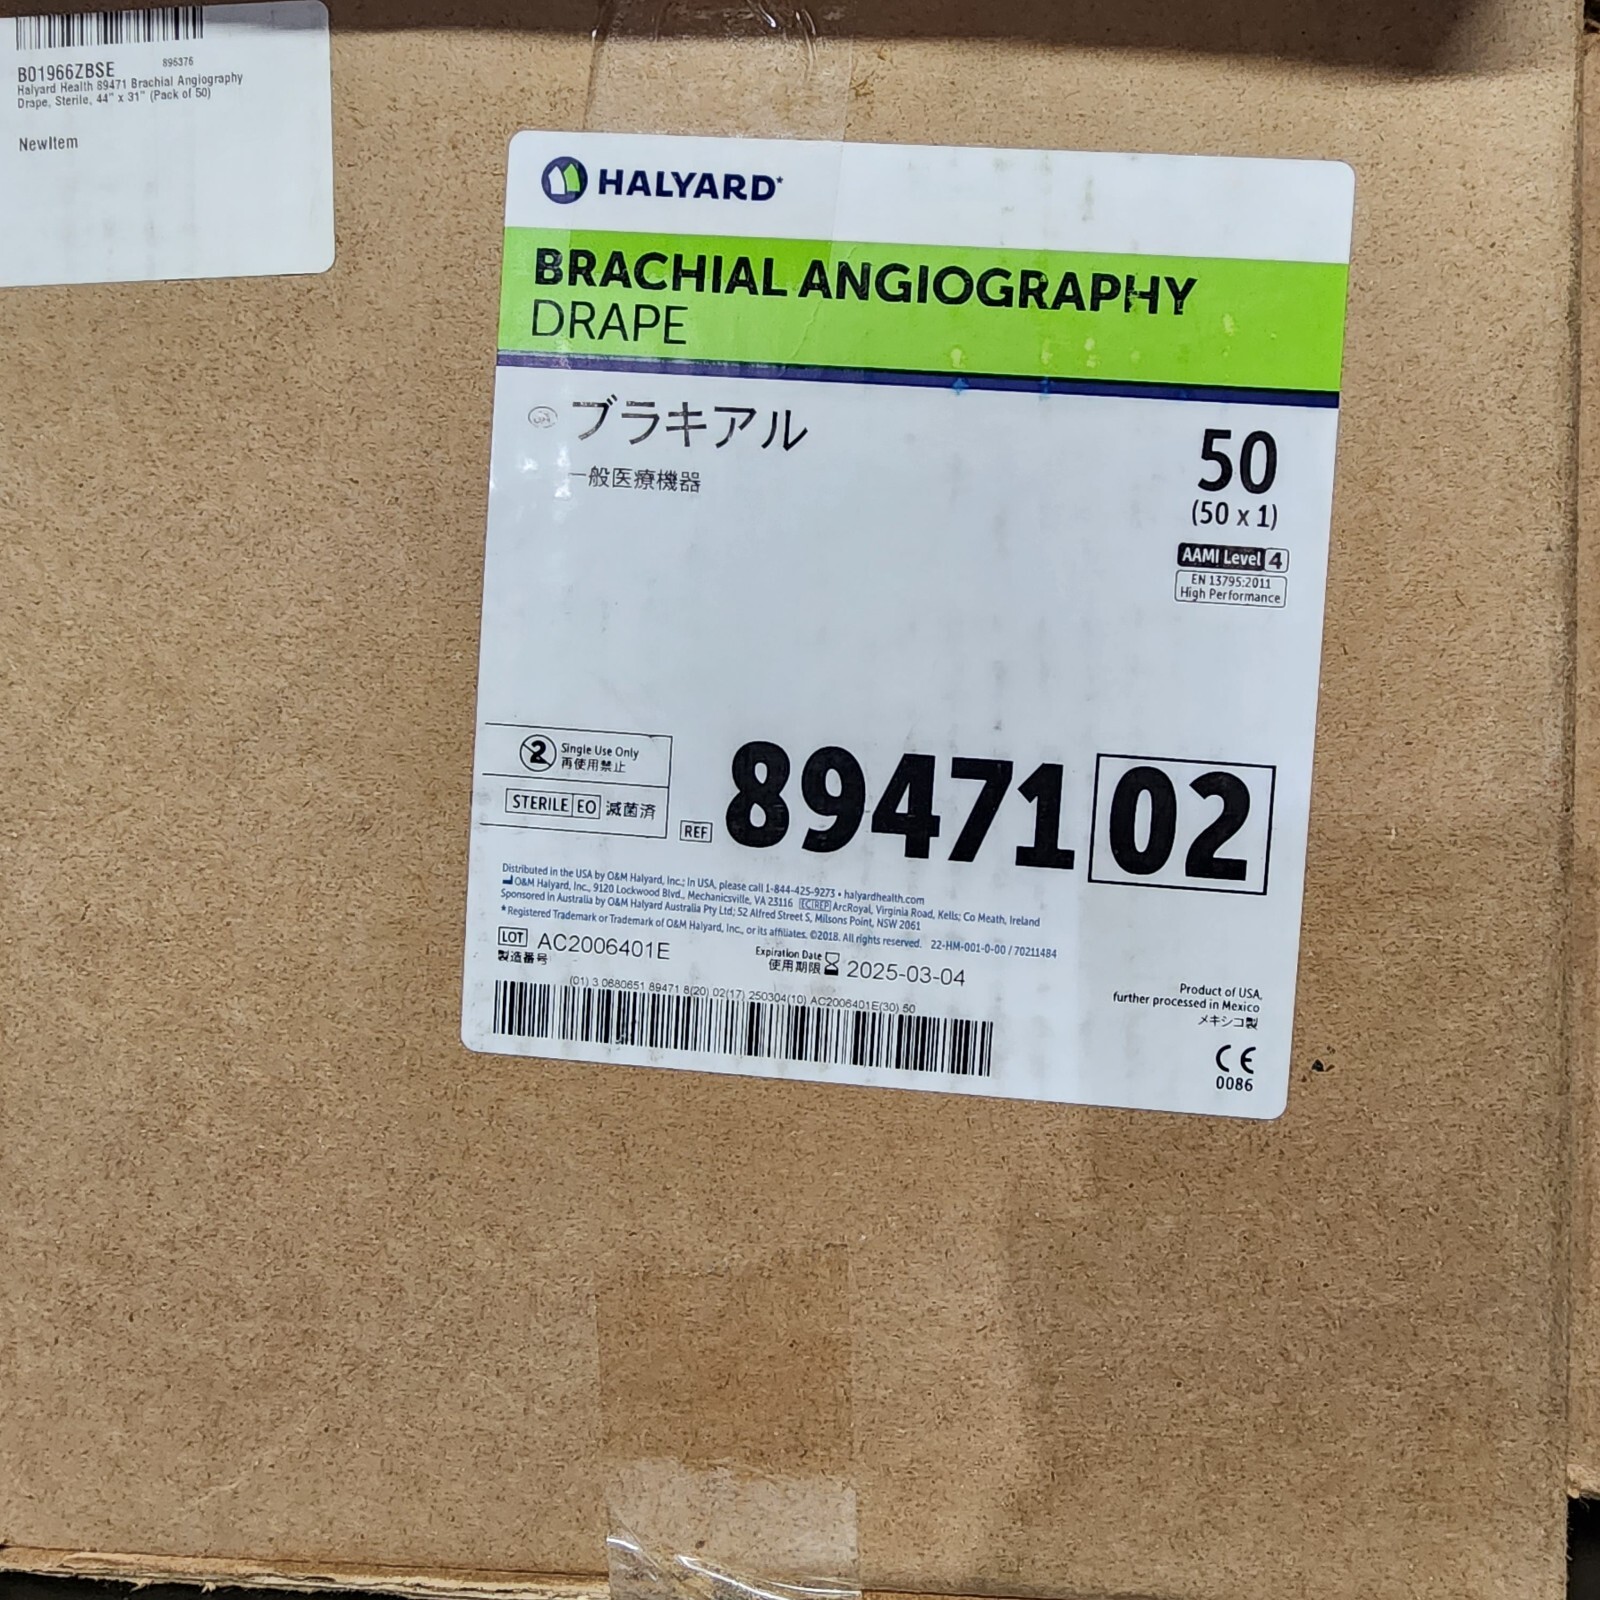 B01966ZBSE
896376
Halyard Health 89471 Brachial Angiography
Drape, Sterile, 44" x 31" (Pack of 50)
NewItem
HALYARD*
BRACHIAL ANGIOGRAPHY
DRAPE
ブラキアル
一般医療機器
50
(50 x 1)
AAMI Level 4
EN 13795:2011
High Performance
2 Single Use Only
再使用禁止
STERILE EO 滅菌済
REF 89471 02
Distributed in the USA by O&M Halyard, Inc.; In USA, please call 1-844-425-9273 • halyardhealth.com
O&M Halyard, Inc., 9120 Lockwood Blvd., Mechanicsville, VA 23116 EC REP ArcRoyal, Virginia Road, Kells; Co Meath, Ireland
Sponsored in Australia by O&M Halyard Australia Pty Ltd; 52 Alfred Street S, Milsons Point, NSW 2061
*Registered Trademark or Trademark of O&M Halyard, Inc., or its affiliates. ©2018. All rights reserved. 22-HM-001-0-00 / 70211484
LOT AC2006401E
製造番号
Expiration Date
使用期限 2025-03-04
(01) 3 0680651 89471 8(20) 02(17) 250304(10) AC2006401E(30) 50
Product of USA,
further processed in Mexico
メキシコ製
CE
0086